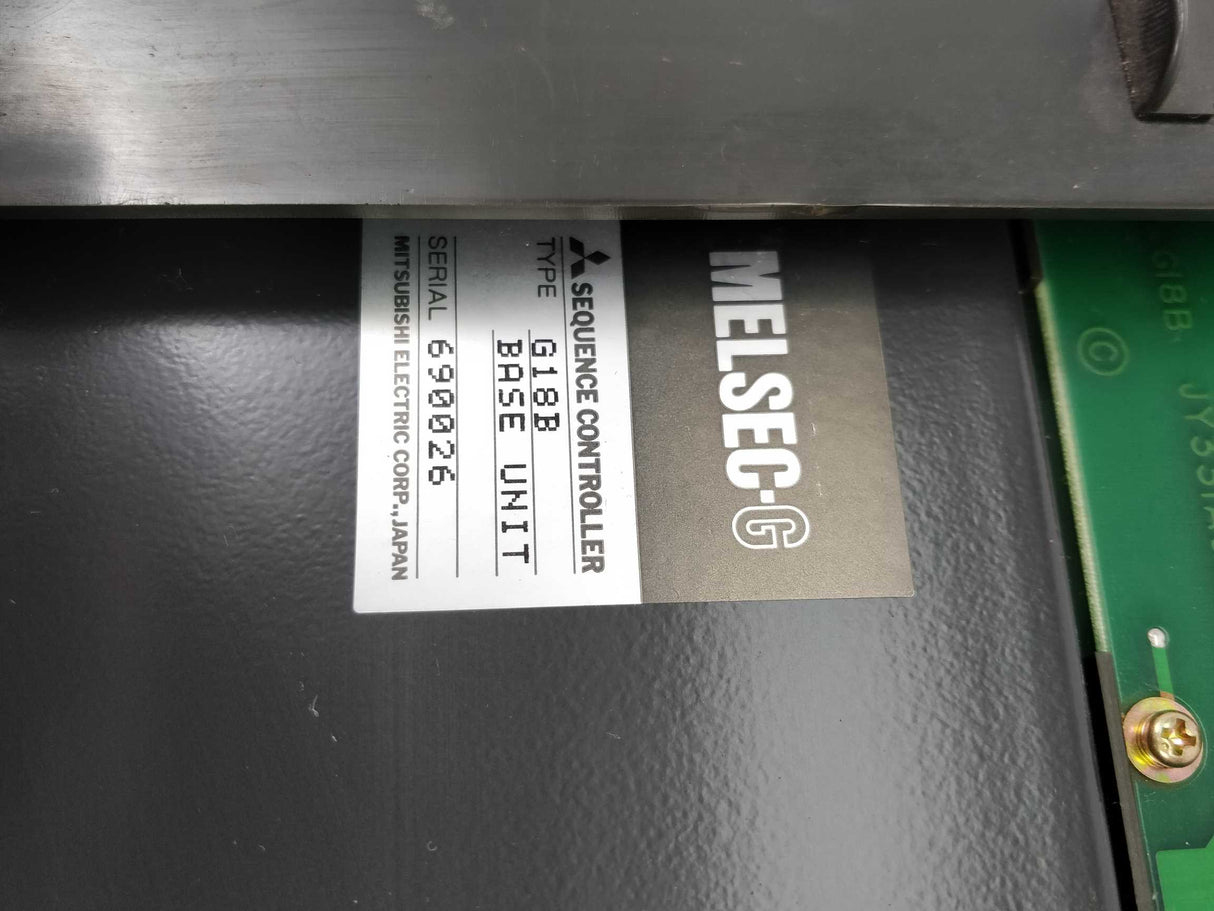 MELSEC-G
SEQUENCE CONTROLLER
TYPE G18B
BASE UNIT
SERIAL 690026
MITSUBISHI ELECTRIC CORP., JAPAN
G18B
©